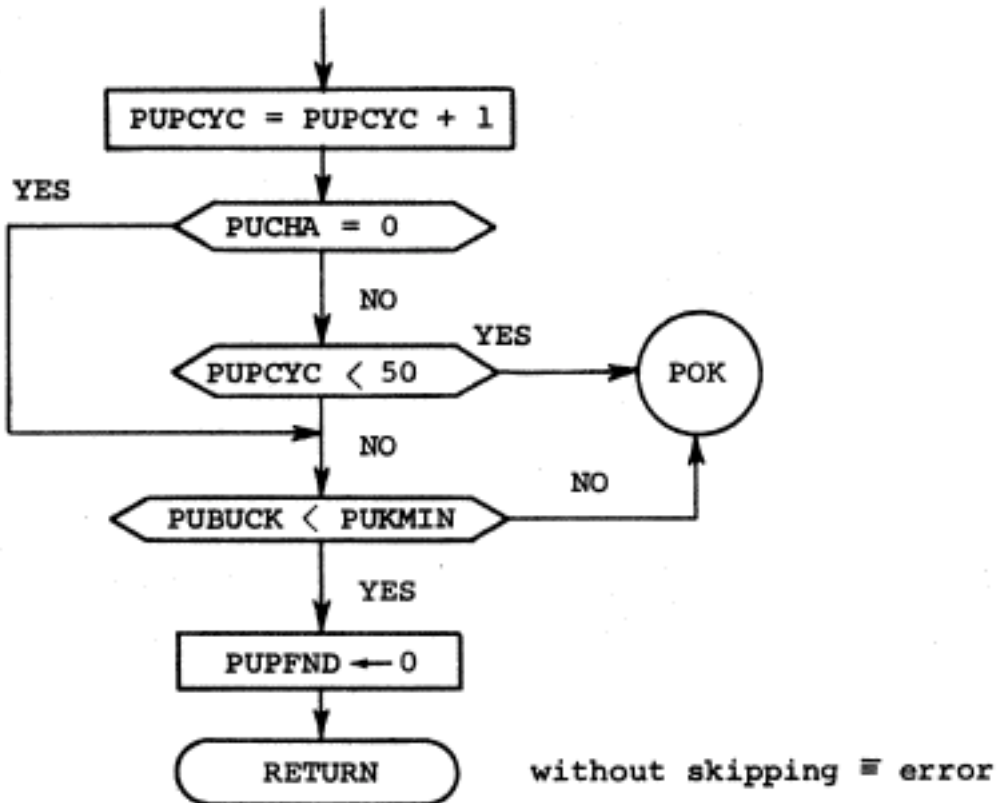 PUPCYC = PUPCYC + 1
YES
PUCHA = 0
NO
YES
PUPCYC < 50
POK
NO
NO
PUBUCK < PUKMIN
YES
PUPFND ← 0
RETURN
without skipping ≡ error